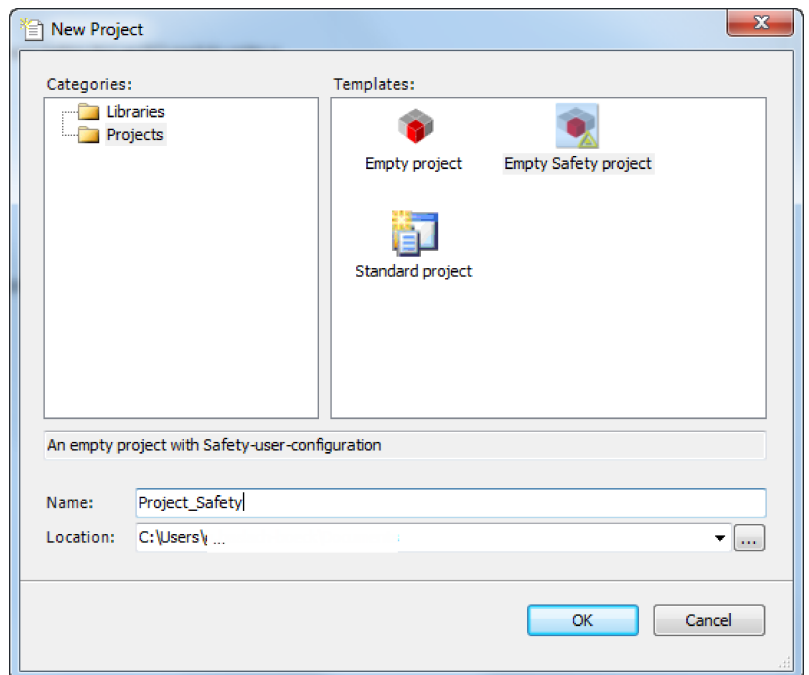 New Project
Categories:
Templates:
Libraries
Projects
Empty project
Empty Safety project
Standard project
An empty project with Safety-user-configuration
Name:
Project_Safety
Location:
C:\Users\ ...
...
OK
Cancel